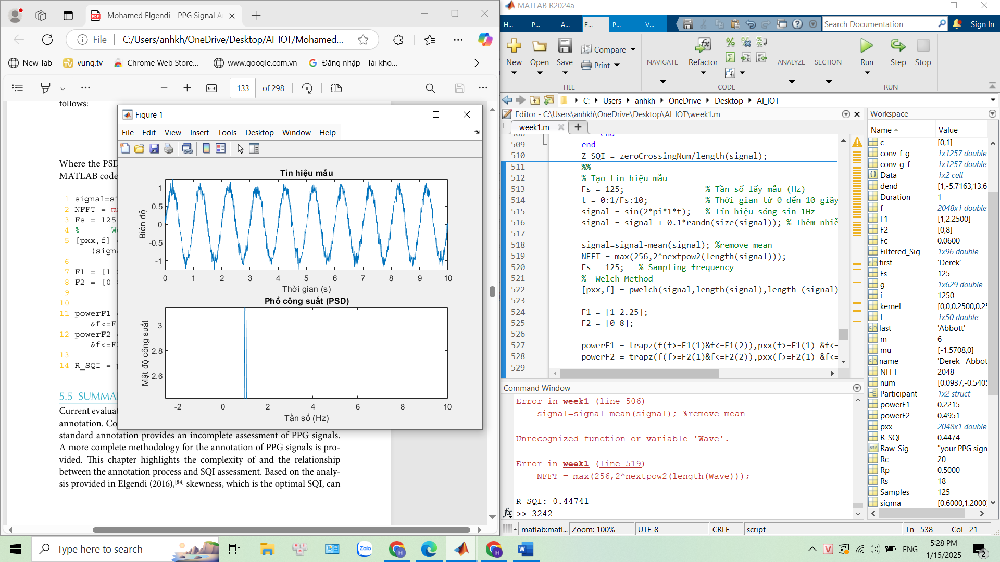 Mohamed Elgendi - PPG Signal A
File
C:/Users/anhkh/OneDrive/Desktop/AI_IOT/Mohamed...
New Tab
vung.tv
Chrome Web Store...
www.google.com.vn
Đăng nhập - Tài kho...
133
of 298
follows:
Where the PSD
MATLAB code
1 signal=si
2 NFFT = ma
3 Fs = 125
4 % We
5 [pxx,f] =
(signa
6
7 F1 = [1 2
8 F2 = [0 8
9
10
11 powerF1 =
&f<=F
12 powerF2 =
&f<=F
13
14 R_SQI = p
5.5 SUMMA
Current evalua
annotation. Co
standard annotation provides an incomplete assessment of PPG signals.
A more complete methodology for the annotation of PPG signals is pro-
vided. This chapter highlights the complexity of and the relationship
between the annotation process and SQI assessment. Based on the analy-
sis provided in Elgendi (2016),[84] skewness, which is the optimal SQI, can
Figure 1
File Edit View Insert Tools Desktop Window Help
Tín hiệu mẫu
Biên độ
1
0.5
0
-0.5
-1
0 1 2 3 4 5 6 7 8 9 10
Thời gian (s)
Phổ công suất (PSD)
Mật độ công suất
3
2.8
2.6
-2 0 2 4 6 8 10
Tần số (Hz)
MATLAB R2024a
H... P... A... E... P... V...
Search Documentation
Sign In
New
Open
Save
Compare
Print
FILE
NAVIGATE
Refactor
CODE
ANALYZE
SECTION
Run
Step
Stop
RUN
C: Users anhkh OneDrive Desktop AI_IOT
Editor - C:\Users\anhkh\OneDrive\Desktop\AI_IOT\week1.m
week1.m
509 end
510 Z_SQI = zeroCrossingNum/length(signal);
511 %%
512 % Tạo tín hiệu mẫu
513 Fs = 125; % Tần số lấy mẫu (Hz)
514 t = 0:1/Fs:10; % Thời gian từ 0 đến 10 giây
515 signal = sin(2*pi*1*t); % Tín hiệu sóng sin 1Hz
516 signal = signal + 0.1*randn(size(signal)); % Thêm nhiễ
517
518 signal=signal-mean(signal); %remove mean
519 NFFT = max(256,2^nextpow2(length(signal)));
520 Fs = 125; % Sampling frequency
521 % Welch Method
522 [pxx,f] = pwelch(signal,length(signal),length (signal)
523
524 F1 = [1 2.25];
525 F2 = [0 8];
526
527 powerF1 = trapz(f(f>=F1(1)&f<=F1(2)),pxx(f>=F1(1) &f<=
528 powerF2 = trapz(f(f>=F2(1)&f<=F2(2)),pxx(f>=F2(1) &f<=
529
Command Window
Error in week1 (line 506)
signal=signal-mean(signal); %remove mean
Unrecognized function or variable 'Wave'.
Error in week1 (line 519)
NFFT = max(256,2^nextpow2(length(Wave)));
R_SQI: 0.44741
fx >> 3242
Workspace
Name Value
c [0,1]
conv_f_g 1x1257 double
conv_g_f 1x1257 double
Data 1x2 cell
dend [1,-5.7163,13.6
Duration 1
f 2048x1 double
F1 [1,2.2500]
F2 [0,8]
Fc 0.0600
Filtered_Sig 1x96 double
first 'Derek'
Fs 125
g 1x629 double
i 1250
kernel [0,0,0.2500,0.25
L 1x50 double
last 'Abbott'
m 6
mu [-1.5708,0]
name 'Derek Abbot
NFFT 2048
num [0.0937,-0.5405
Participant 1x2 struct
powerF1 0.2215
powerF2 0.4951
pxx 2048x1 double
R_SQI 0.4474
Raw_Sig "your PPG sign
Rc 20
Rp 0.5000
Rs 18
Samples 125
sigma [0.6000,1.2000]
matlab:matl... Zoom: 100% UTF-8 CRLF script Ln 538 Col 21
Type here to search
Zalo
ENG
5:28 PM
1/15/2025
2